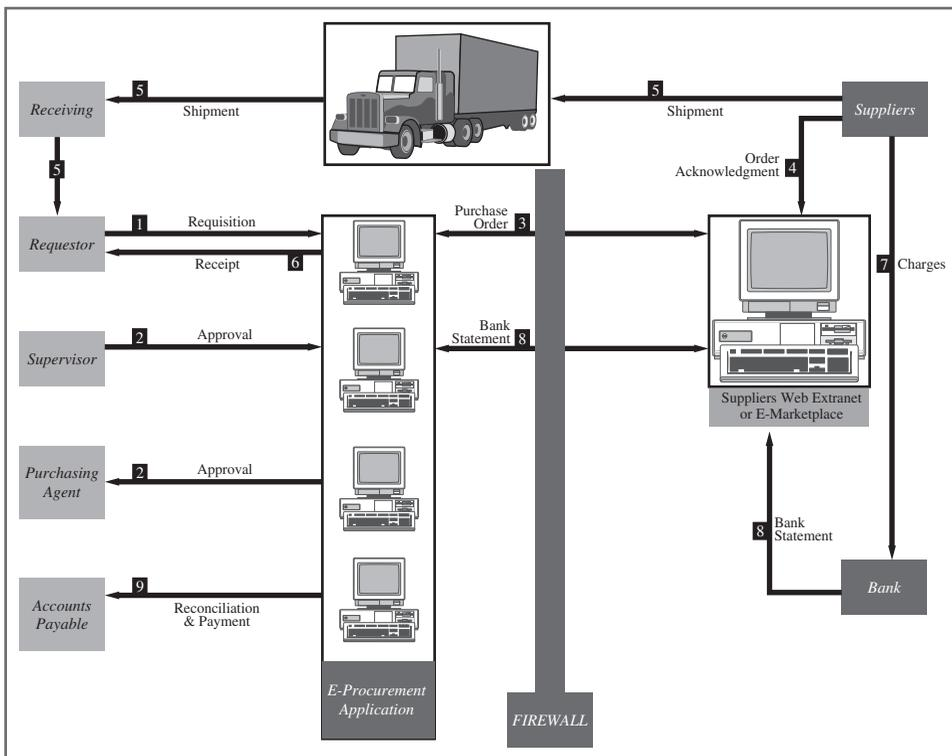 5
5
Receiving
Shipment
Shipment
Suppliers
5
Order
Acknowledgment
4
1
Requisition
Purchase
Order
3
Requestor
Receipt
6
7
Charges
2
Approval
Bank
Statement
8
Supervisor
Suppliers Web Extranet
or E-Marketplace
2
Approval
Purchasing
Agent
8
Bank
Statement
9
Bank
Accounts
Payable
Reconciliation
& Payment
E-Procurement
Application
FIREWALL